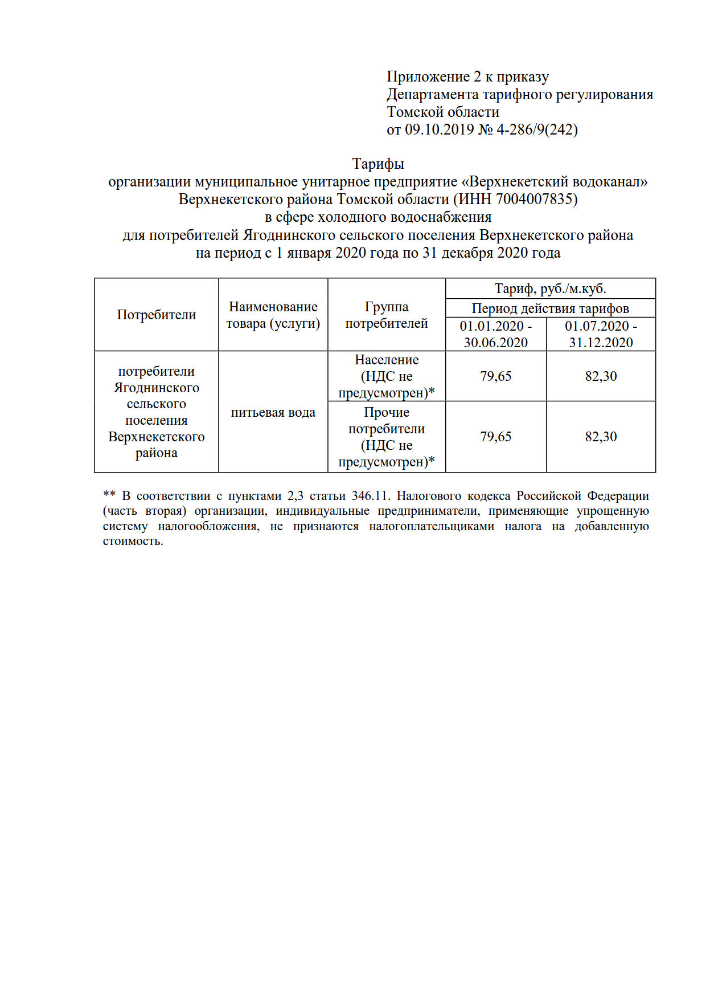 Приложение 2 к приказу
Департамента тарифного регулирования
Томской области
от 09.10.2019 № 4-286/9(242)
Тарифы
организации муниципальное унитарное предприятие «Верхнекетский водоканал»
Верхнекетского района Томской области (ИНН 7004007835)
в сфере холодного водоснабжения
для потребителей Ягоднинского сельского поселения Верхнекетского района
на период с 1 января 2020 года по 31 декабря 2020 года
Потребители
Наименование
товара (услуги)
Группа
потребителей
Тариф, руб./м.куб.
Период действия тарифов
01.01.2020 -
30.06.2020
01.07.2020 -
31.12.2020
потребители
Ягоднинского
сельского
поселения
Верхнекетского
района
питьевая вода
Население
(НДС не
предусмотрен)*
79,65
82,30
Прочие
потребители
(НДС не
предусмотрен)*
79,65
82,30
** В соответствии с пунктами 2,3 статьи 346.11. Налогового кодекса Российской Федерации
(часть вторая) организации, индивидуальные предприниматели, применяющие упрощенную
систему налогообложения, не признаются налогоплательщиками налога на добавленную
стоимость.